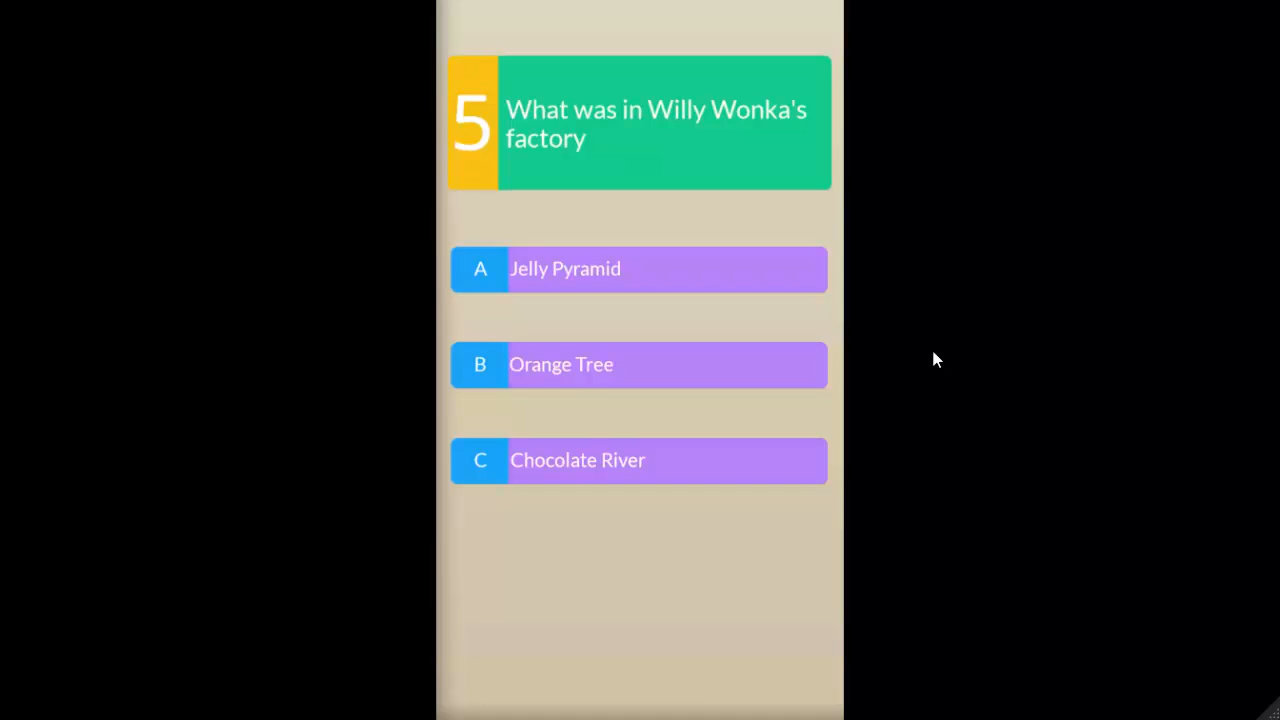 5
What was in Willy Wonka's
factory
A
Jelly Pyramid
B
Orange Tree
C
Chocolate River